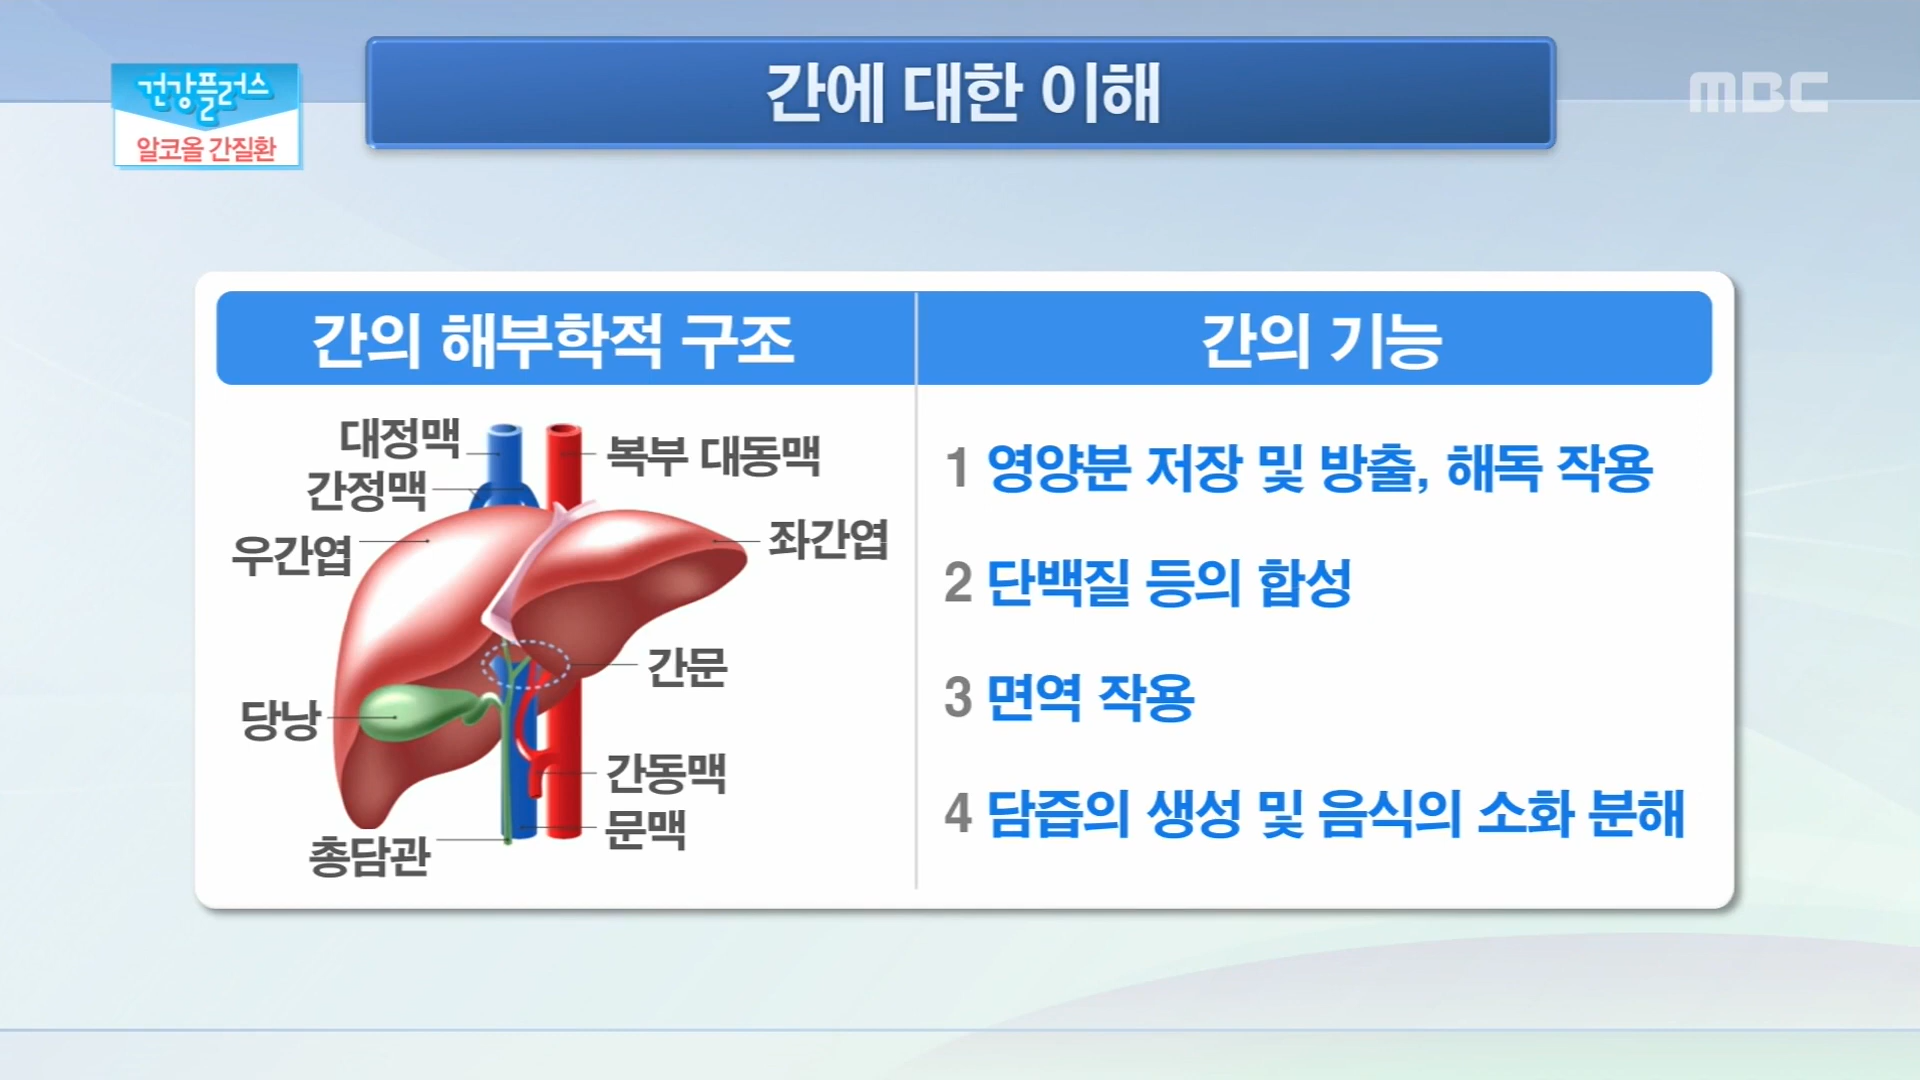 간에 대한 이해
건강플러스
알코올 간질환
MBC
간의 해부학적 구조
간의 기능
대정맥
간정맥
우간엽
당낭
총담관
복부 대동맥
좌간엽
간문
간동맥
문맥
1 영양분 저장 및 방출, 해독 작용
2 단백질 등의 합성
3 면역 작용
4 담즙의 생성 및 음식의 소화 분해